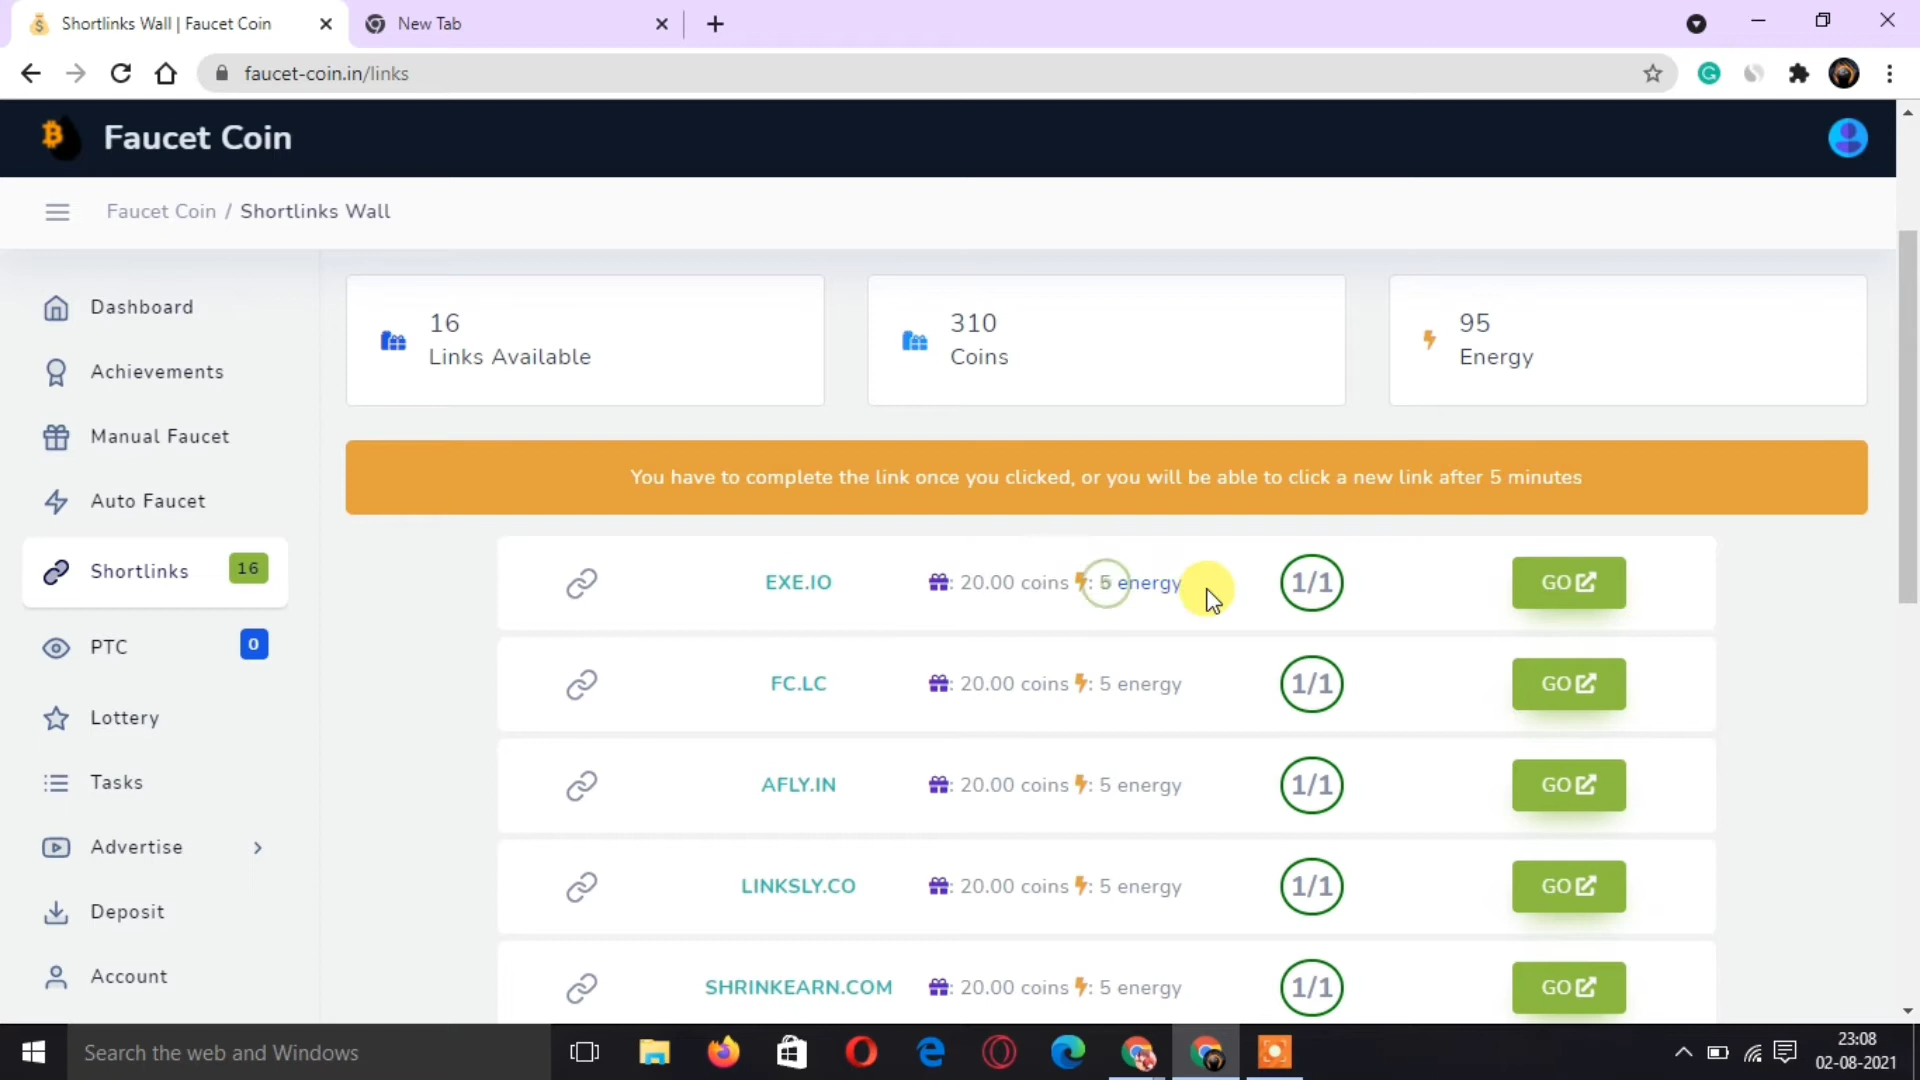 Shortlinks Wall | Faucet Coin
New Tab
faucet-coin.in/links
Faucet Coin
Faucet Coin / Shortlinks Wall
Dashboard
Achievements
Manual Faucet
Auto Faucet
Shortlinks 16
PTC 0
Lottery
Tasks
Advertise
Deposit
Account
16
Links Available
310
Coins
95
Energy
You have to complete the link once you clicked, or you will be able to click a new link after 5 minutes
EXE.IO : 20.00 coins : 5 energy 1/1 GO
FC.LC : 20.00 coins : 5 energy 1/1 GO
AFLY.IN : 20.00 coins : 5 energy 1/1 GO
LINKSLY.CO : 20.00 coins : 5 energy 1/1 GO
SHRINKEARN.COM : 20.00 coins : 5 energy 1/1 GO
Search the web and Windows
23:08
02-08-2021